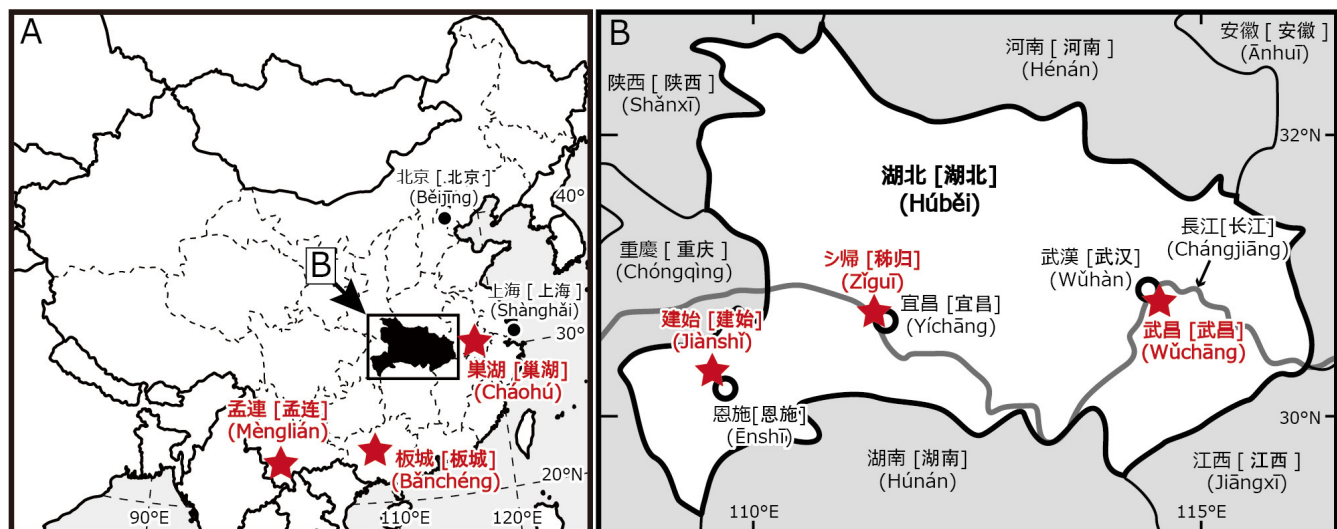 A
北京 [ 北京 ]
(Běijīng)
40°
B
上海 [ 上海 ]
(Shànghǎi)
30°
巣湖 [巢湖]
(Cháohú)
孟連 [孟连]
(Mènglián)
板城 [板城]
(Bǎnchéng)
20°N
90°E
110°E
120°E
B
安徽 [ 安徽 ]
(Ānhuī)
河南 [ 河南 ]
(Hénán)
陕西 [ 陕西 ]
(Shǎnxī)
32°N
湖北 [湖北]
(Húběi)
長江[长江]
(Chángjiāng)
重慶 [ 重庆 ]
(Chóngqìng)
武漢 [武汉]
(Wǔhàn)
シ帰 [秭归]
(Zǐguī)
宜昌 [宜昌]
(Yíchāng)
建始 [建始]
(Jiànshǐ)
武昌 [武昌]
(Wǔchāng)
恩施[恩施]
(Ēnshī)
30°N
湖南 [湖南]
(Húnán)
江西 [ 江西 ]
(Jiāngxī)
110°E
115°E